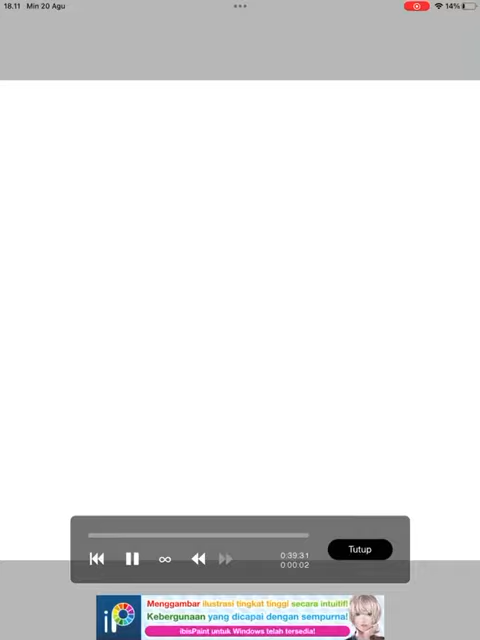 18.11 Min 20 Agu
14%
0:39:31
0:00:02
Tutup
Menggambar ilustrasi tingkat tinggi secara intuitif!
Kebergunaan yang dicapai dengan sempurna!
ibisPaint untuk Windows telah tersedia!
ip